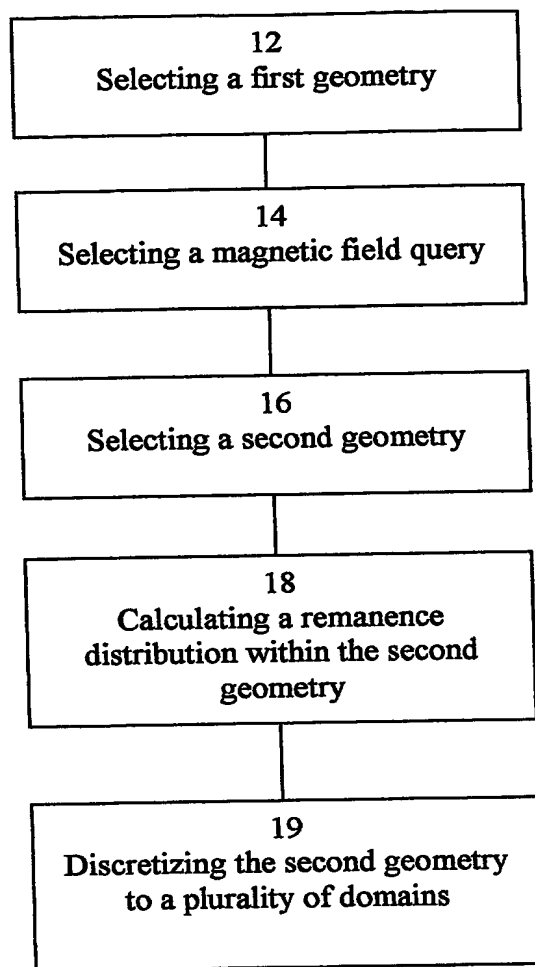 12
Selecting a first geometry
14
Selecting a magnetic field query
16
Selecting a second geometry
18
Calculating a remanence
distribution within the second
geometry
19
Discretizing the second geometry
to a plurality of domains